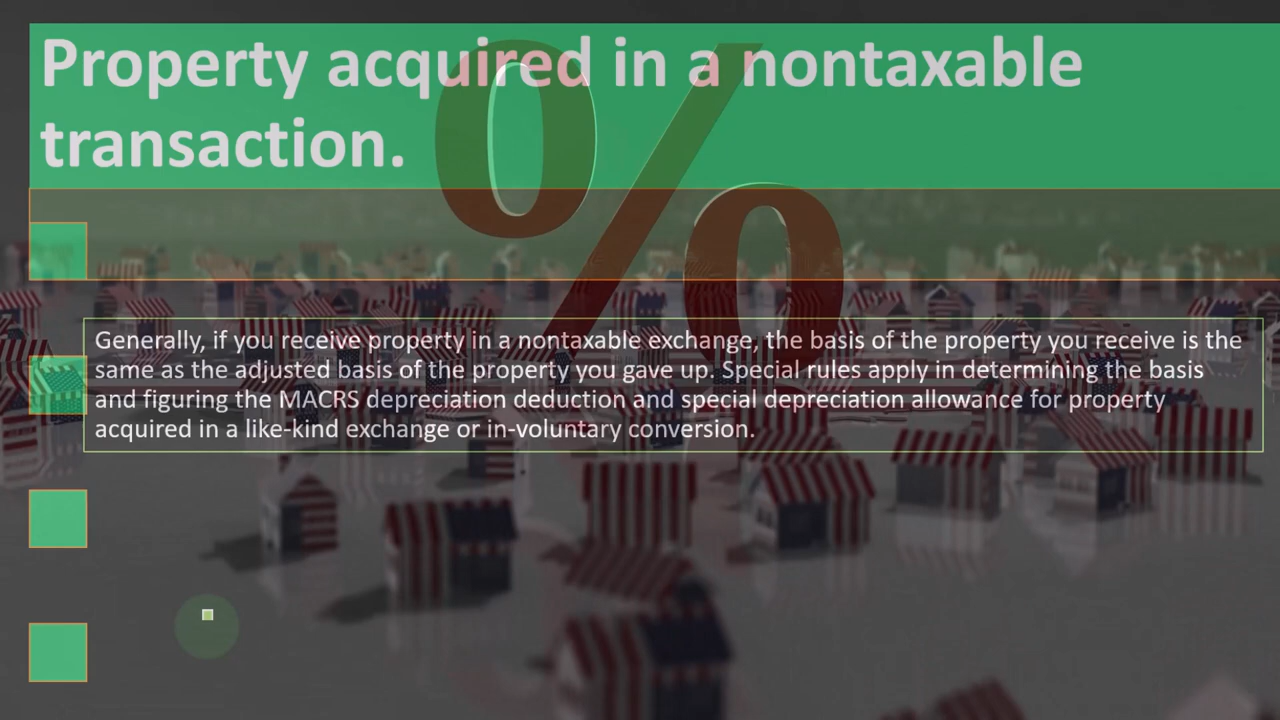 Property acquired in a nontaxable
transaction.
%
Generally, if you receive property in a nontaxable exchange, the basis of the property you receive is the
same as the adjusted basis of the property you gave up. Special rules apply in determining the basis
and figuring the MACRS depreciation deduction and special depreciation allowance for property
acquired in a like-kind exchange or in-voluntary conversion.